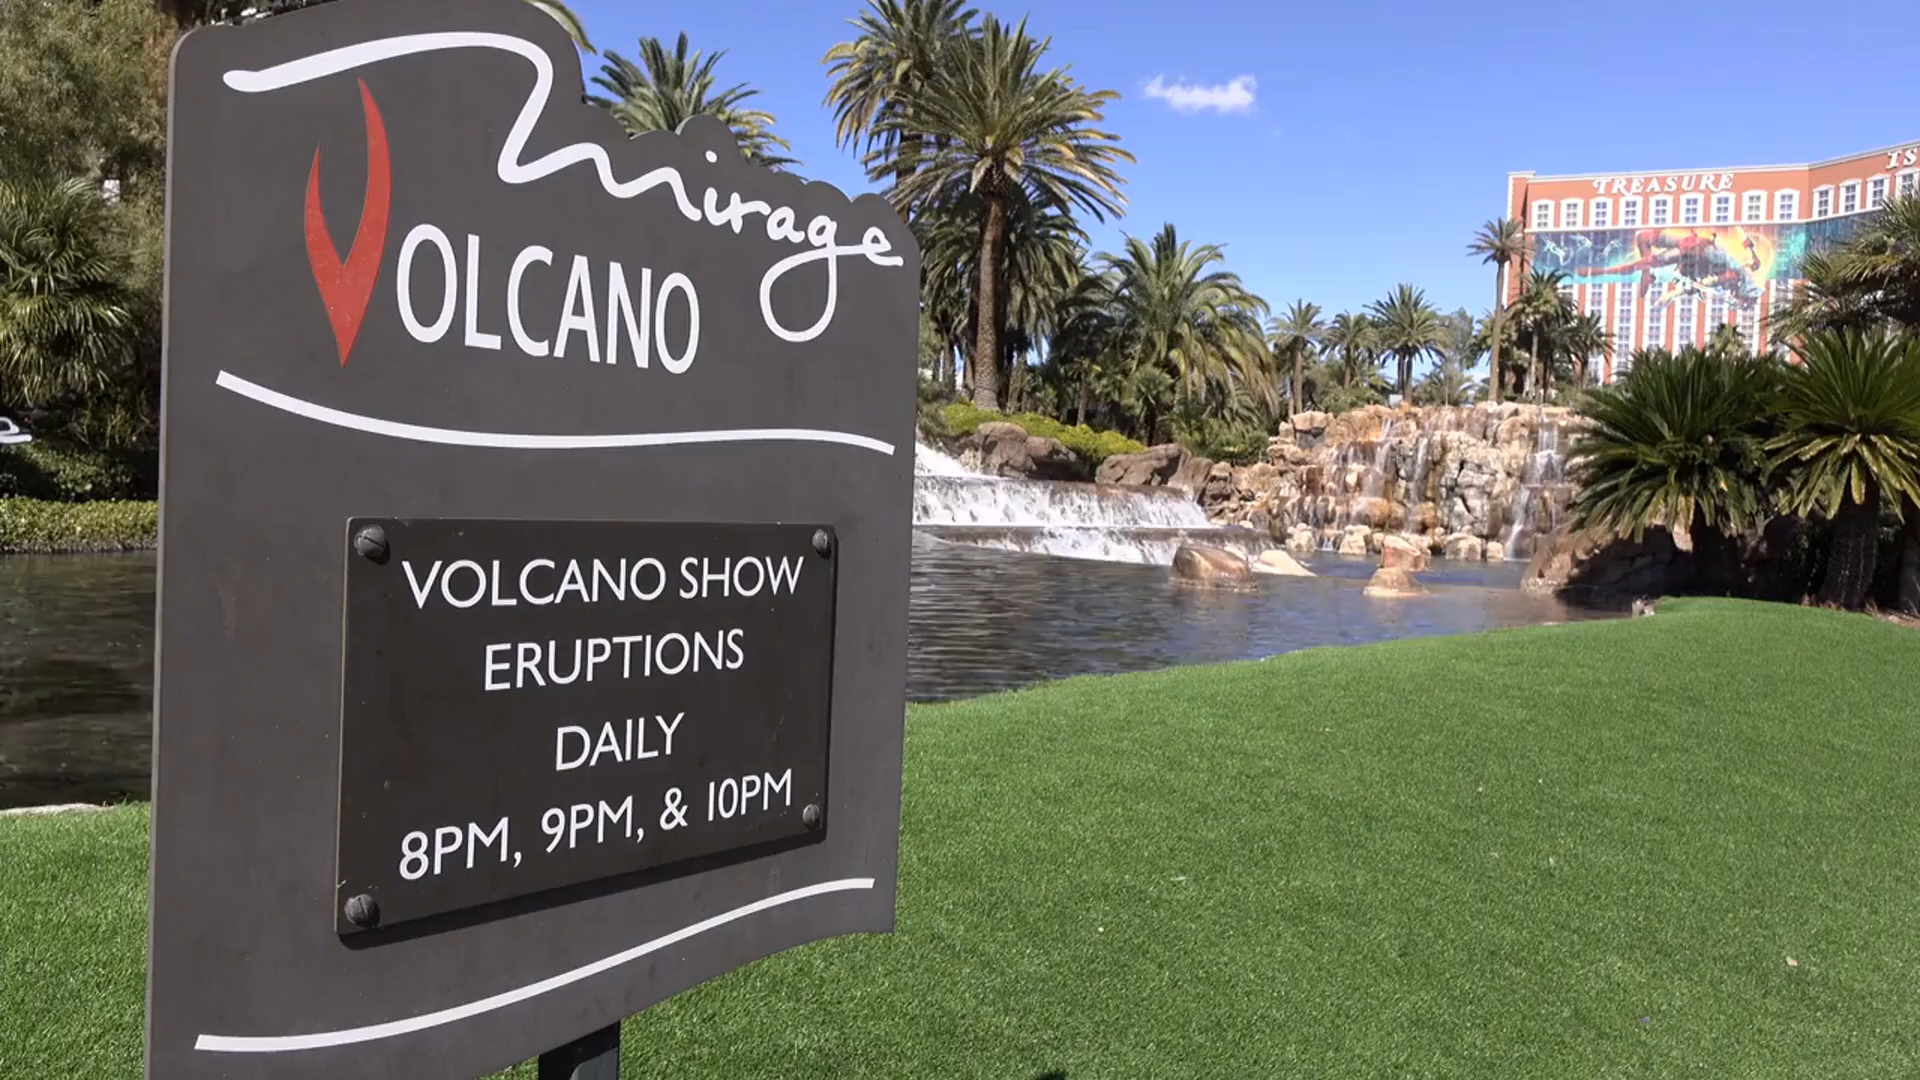 Mirage
VOLCANO
VOLCANO SHOW
ERUPTIONS
DAILY
8PM, 9PM, & 10PM
TREASURE